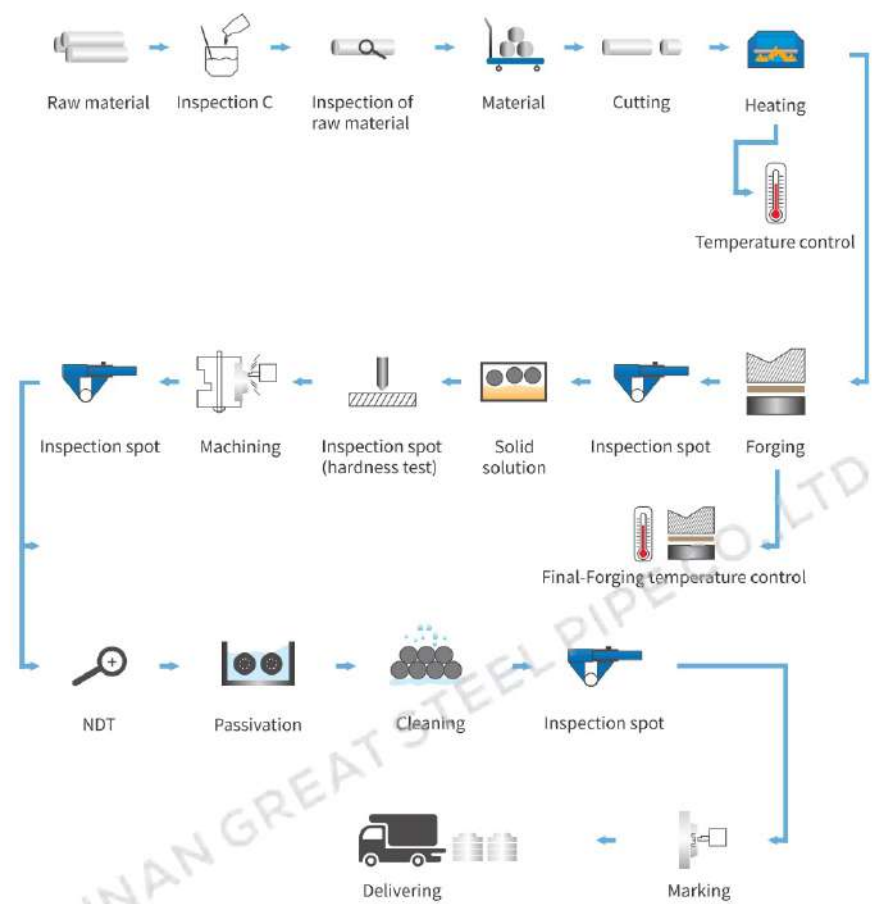 Raw material
Inspection C
Inspection of
raw material
Material
Cutting
Heating
Temperature control
Inspection spot
Machining
Inspection spot
(hardness test)
Solid
solution
Inspection spot
Forging
Final-Forging temperature control
NDT
Passivation
Cleaning
Inspection spot
Delivering
Marking
GREAT STEEL PIPE CO.,LTD